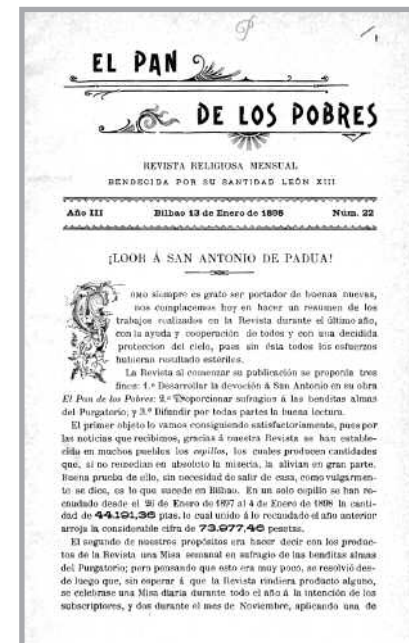 EL PAN
DE LOS POBRES
REVISTA RELIGIOSA MENSUAL
BENDECIDA POR SU SANTIDAD LEÓN XIII
Año III Bilbao 13 de Enero de 1898 Núm. 22
¡LOOR Á SAN ANTONIO DE PADUA!
COMO siempre es grato ser portador de buenas nuevas,
nos complacemos hoy en hacer un resumen de los
trabajos realizados en la Revista durante el último año,
con la ayuda y cooperación de todos y con una decidida
proteccion del cielo, pues sin ésta todos los esfuerzos
hubieran resultado estériles.
La Revista al comenzar su publicación se proponia tres
fines: 1.º Desarrollar la devoción á San Antonio en su obra
El Pan de los Pobres: 2.º Proporcionar sufragios á las benditas almas
del Purgatorio; y 3.º Difundir por todas partes la buena lectura.
El primer objeto lo vamos consiguiendo satisfactoriamente, pues por
las noticias que recibimos, gracias á nuestra Revista se han estable-
cido en muchos pueblos los cepillos, los cuales producen cantidades
que, si no remedian en absoluto la miseria, la alivian en gran parte.
Buena prueba de ello, sin necesidad de salir de casa, como vulgarmen-
te se dice, es lo que sucede en Bilbao. En un solo cepillo se han re-
caudado desde el 26 de Enero de 1897 al 4 de Enero de 1898 la canti-
dad de 44.191,36 ptas. lo cual unido á lo recaudado el año anterior
arroja la considerable cifra de 73.977,46 pesetas.
El segundo de nuestros propósitos era hacer decir con los produc-
tos de la Revista una Misa semanal en sufragio de las benditas almas
del Purgatorio; pero pensando que esto era muy poco, se resolvió des-
de luego que, sin esperar á que la Revista rindiera producto alguno,
se celebrase una Misa diaria durante todo el año á la intención de los
subscriptores, y dos durante el mes de Noviembre, aplicando una de